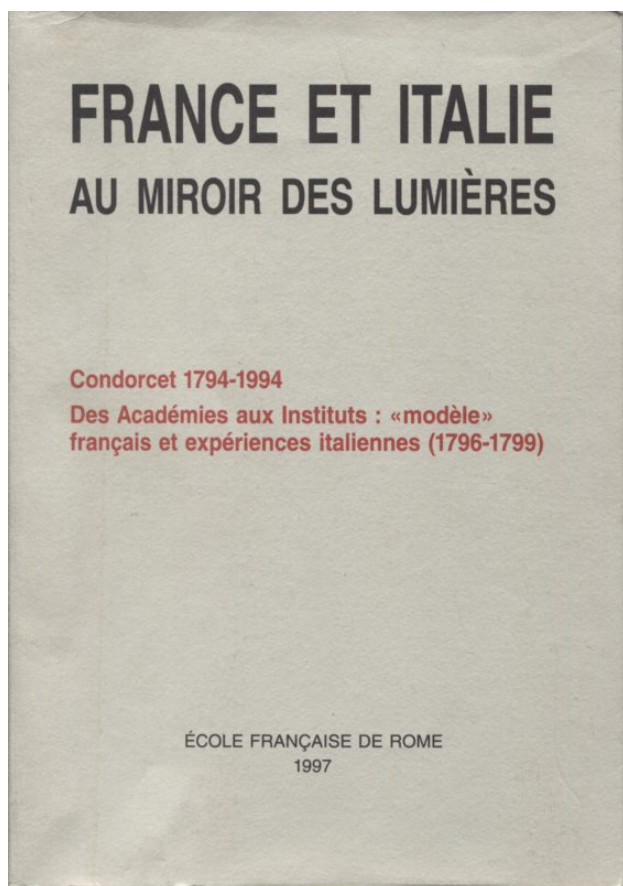 FRANCE ET ITALIE
AU MIROIR DES LUMIÈRES
Condorcet 1794-1994
Des Académies aux Instituts : «modèle»
français et expériences italiennes (1796-1799)
ÉCOLE FRANÇAISE DE ROME
1997